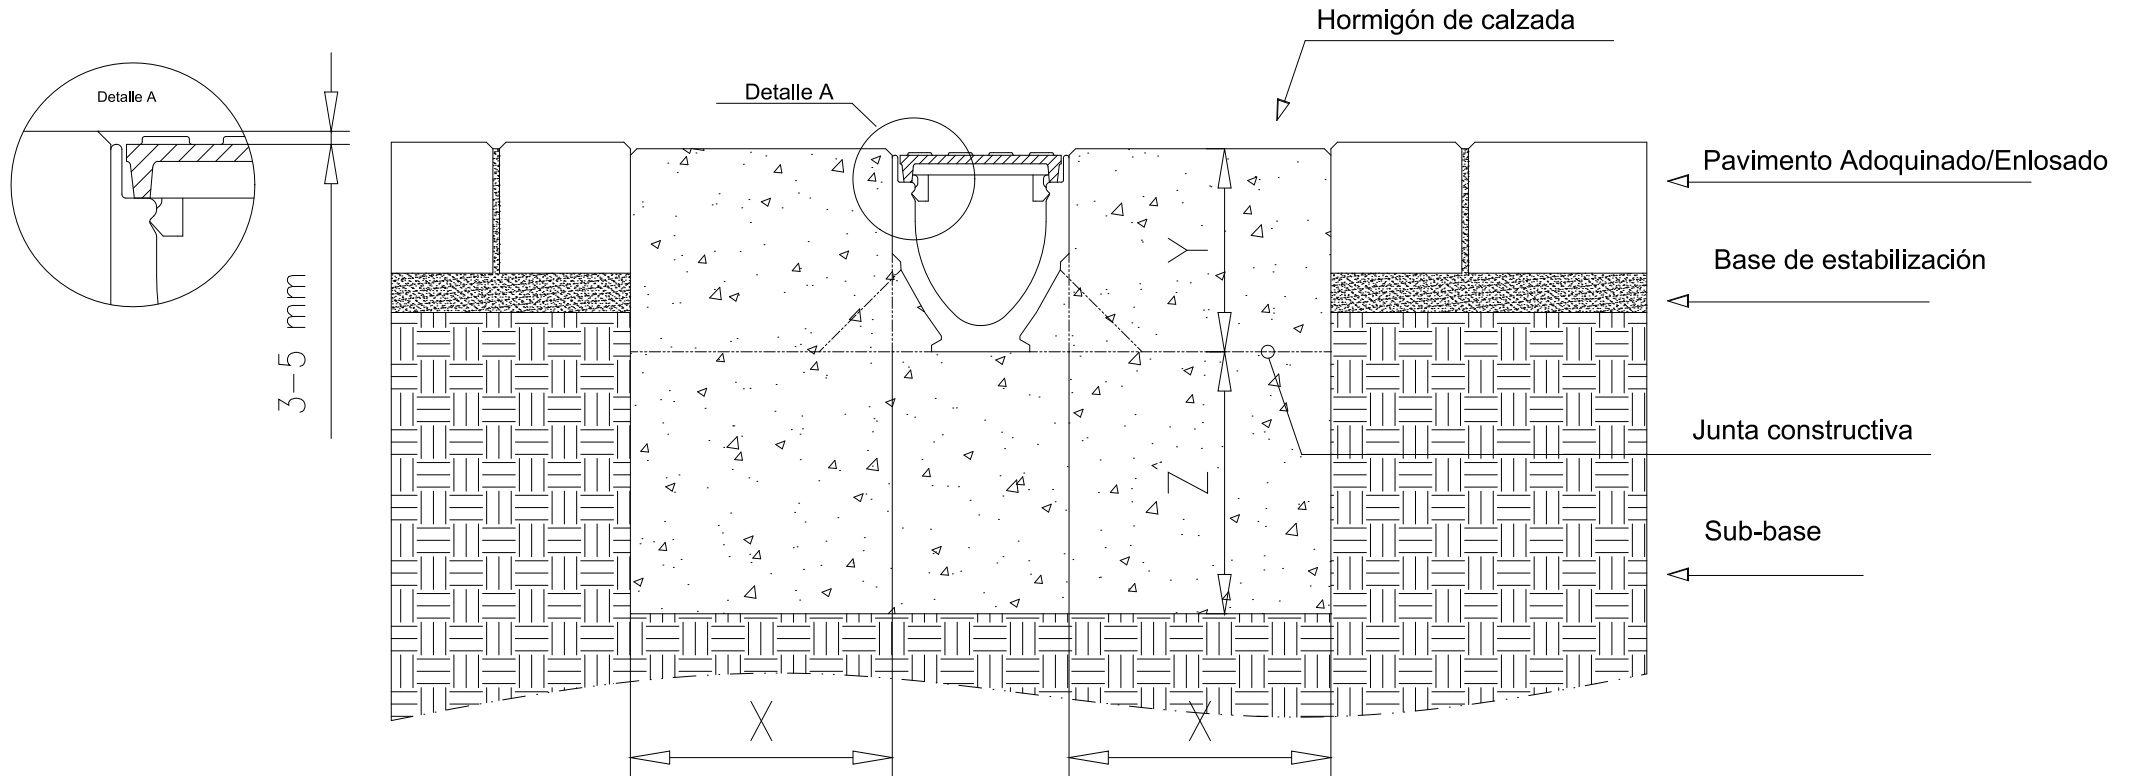 Hormigón de calzada
Detalle A
Detalle A
Pavimento Adoquinado/Enlosado
Base de estabilización
3-5 mm
Y
Junta constructiva
Z
Sub-base
X
X